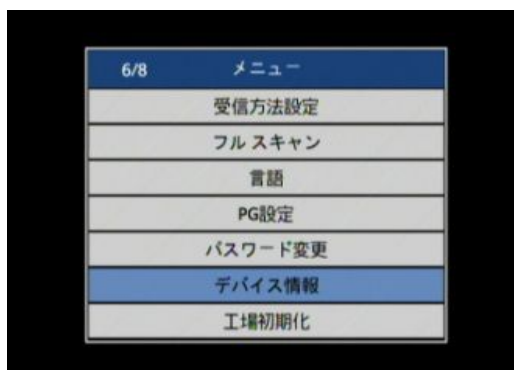 6/8 メニュー
受信方法設定
フル スキャン
言語
PG設定
パスワード変更
デバイス情報
工場初期化